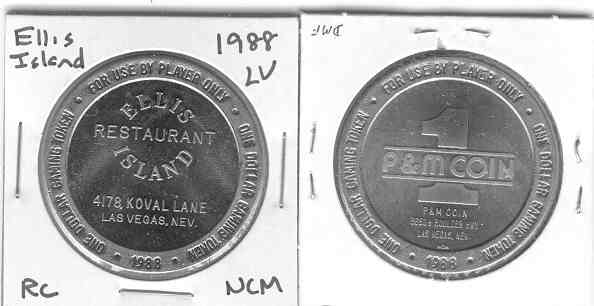 Ellis
Island
1988
LV
FOR USE BY PLAYER ONLY
ONE DOLLAR GAMING TOKEN
1988
ONE DOLLAR GAMING TOKEN
ELLIS
RESTAURANT
ISLAND
4178 KOVAL LANE
LAS VEGAS, NEV.
RC
NCM
DMF
FOR USE BY PLAYER ONLY
ONE DOLLAR GAMING TOKEN
1988
ONE DOLLAR GAMING TOKEN
1
P&M COIN
P&M COIN
LAS VEGAS, NEV.